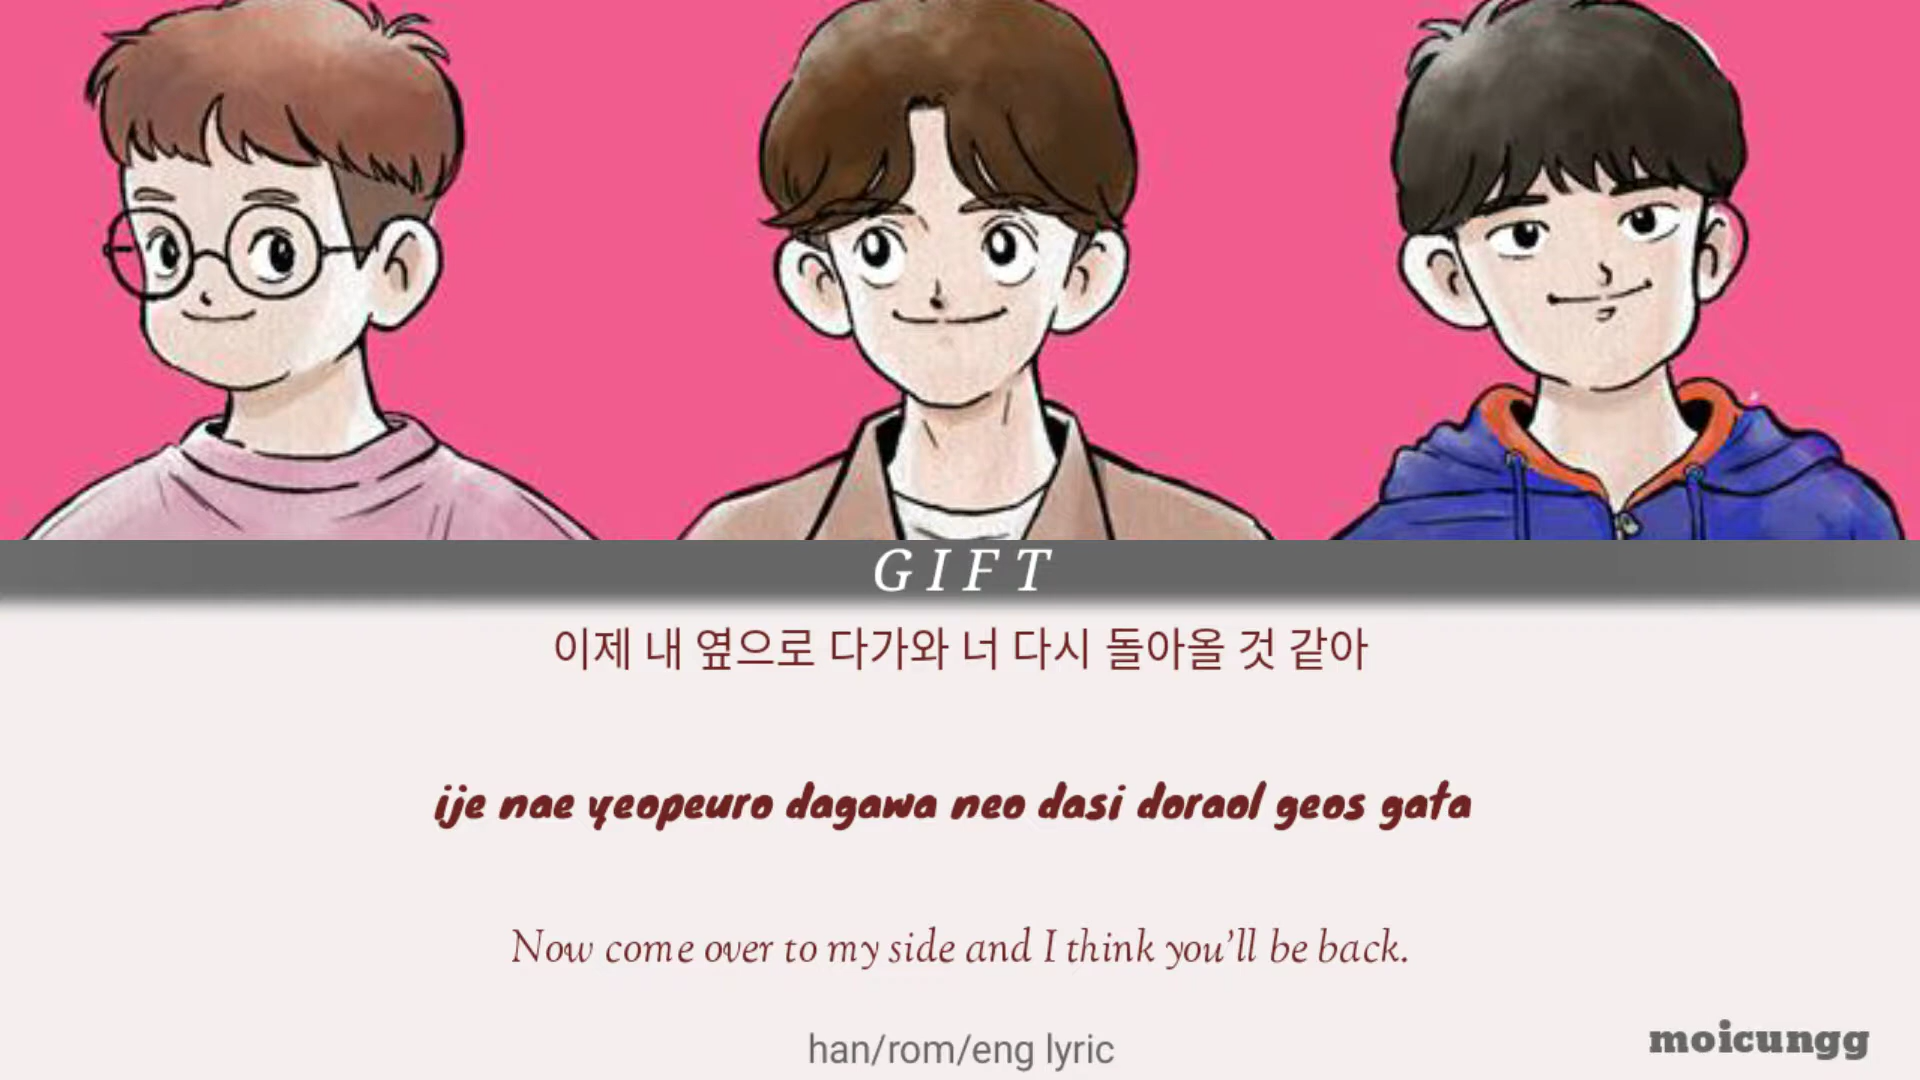 GIFT
이제 내 옆으로 다가와 너 다시 돌아올 것 같아
ije nae yeopeuro dagawa neo dasi doraol geos gata
Now come over to my side and I think you'll be back.
han/rom/eng lyric
moicungg